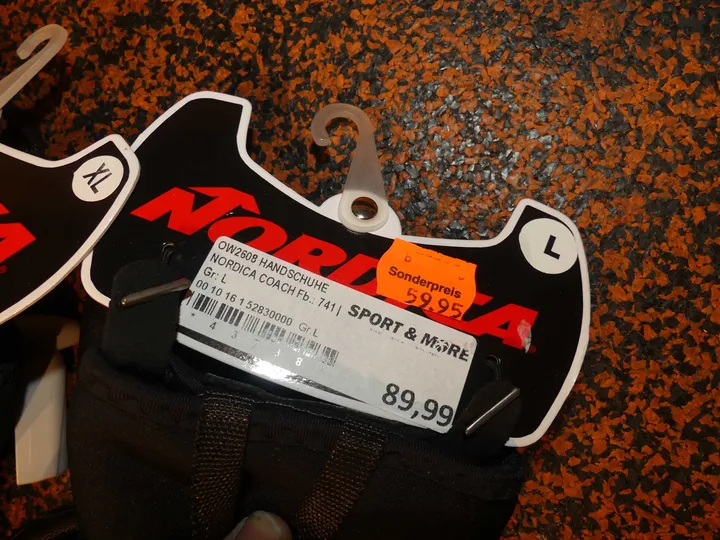 XL
L
NORDICA
Sonderpreis
59.95
OW2608 HANDSCHUHE
NORDICA COACH Fb.: 741 |
Gr: L
00 10 16 1 52830000 Gr.L
SPORT & MORE
89,99